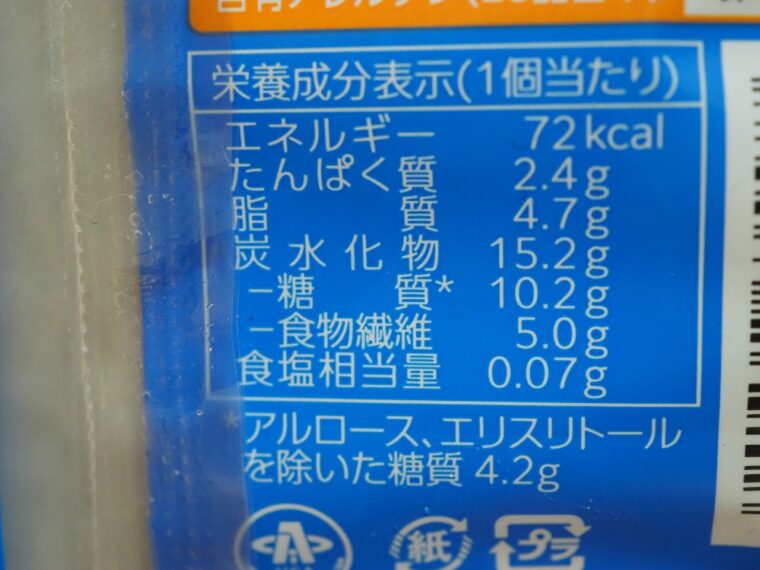 栄養成分表示(1個当たり)
エネルギー 72kcal
たんぱく質 2.4g
脂質 4.7g
炭水化物 15.2g
−糖質* 10.2g
−食物繊維 5.0g
食塩相当量 0.07g
*アルロース、エリスリトール
を除いた糖質 4.2g
紙 プラ